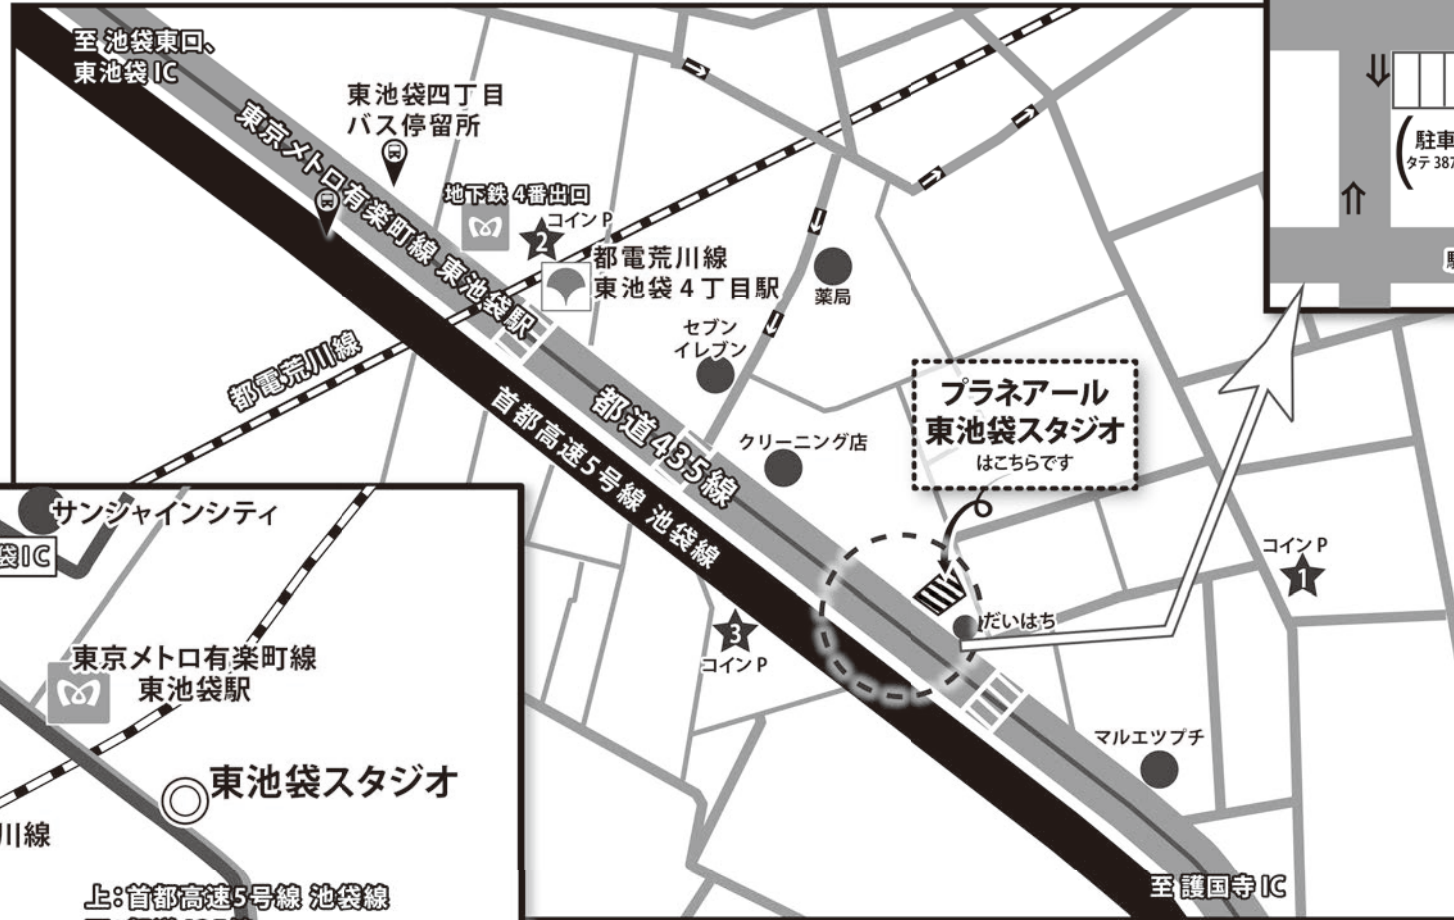 至 池袋東口、
東池袋 IC
東池袋四丁目
バス停留所
東京メトロ有楽町線 東池袋駅
地下鉄 4番出口
コイン P
2
都電荒川線
東池袋 4 丁目駅
薬局
セブン
イレブン
都電荒川線
首都高速5号線 池袋線
都道435線
クリーニング店
プラネアール
東池袋スタジオ
はこちらです
だいはち
コイン P
1
3
コイン P
マルエツプチ
至 護国寺 IC
駐車
タテ 387
サンシャインシティ
袋IC
東京メトロ有楽町線
東池袋駅
東池袋スタジオ
川線
上：首都高速5号線 池袋線